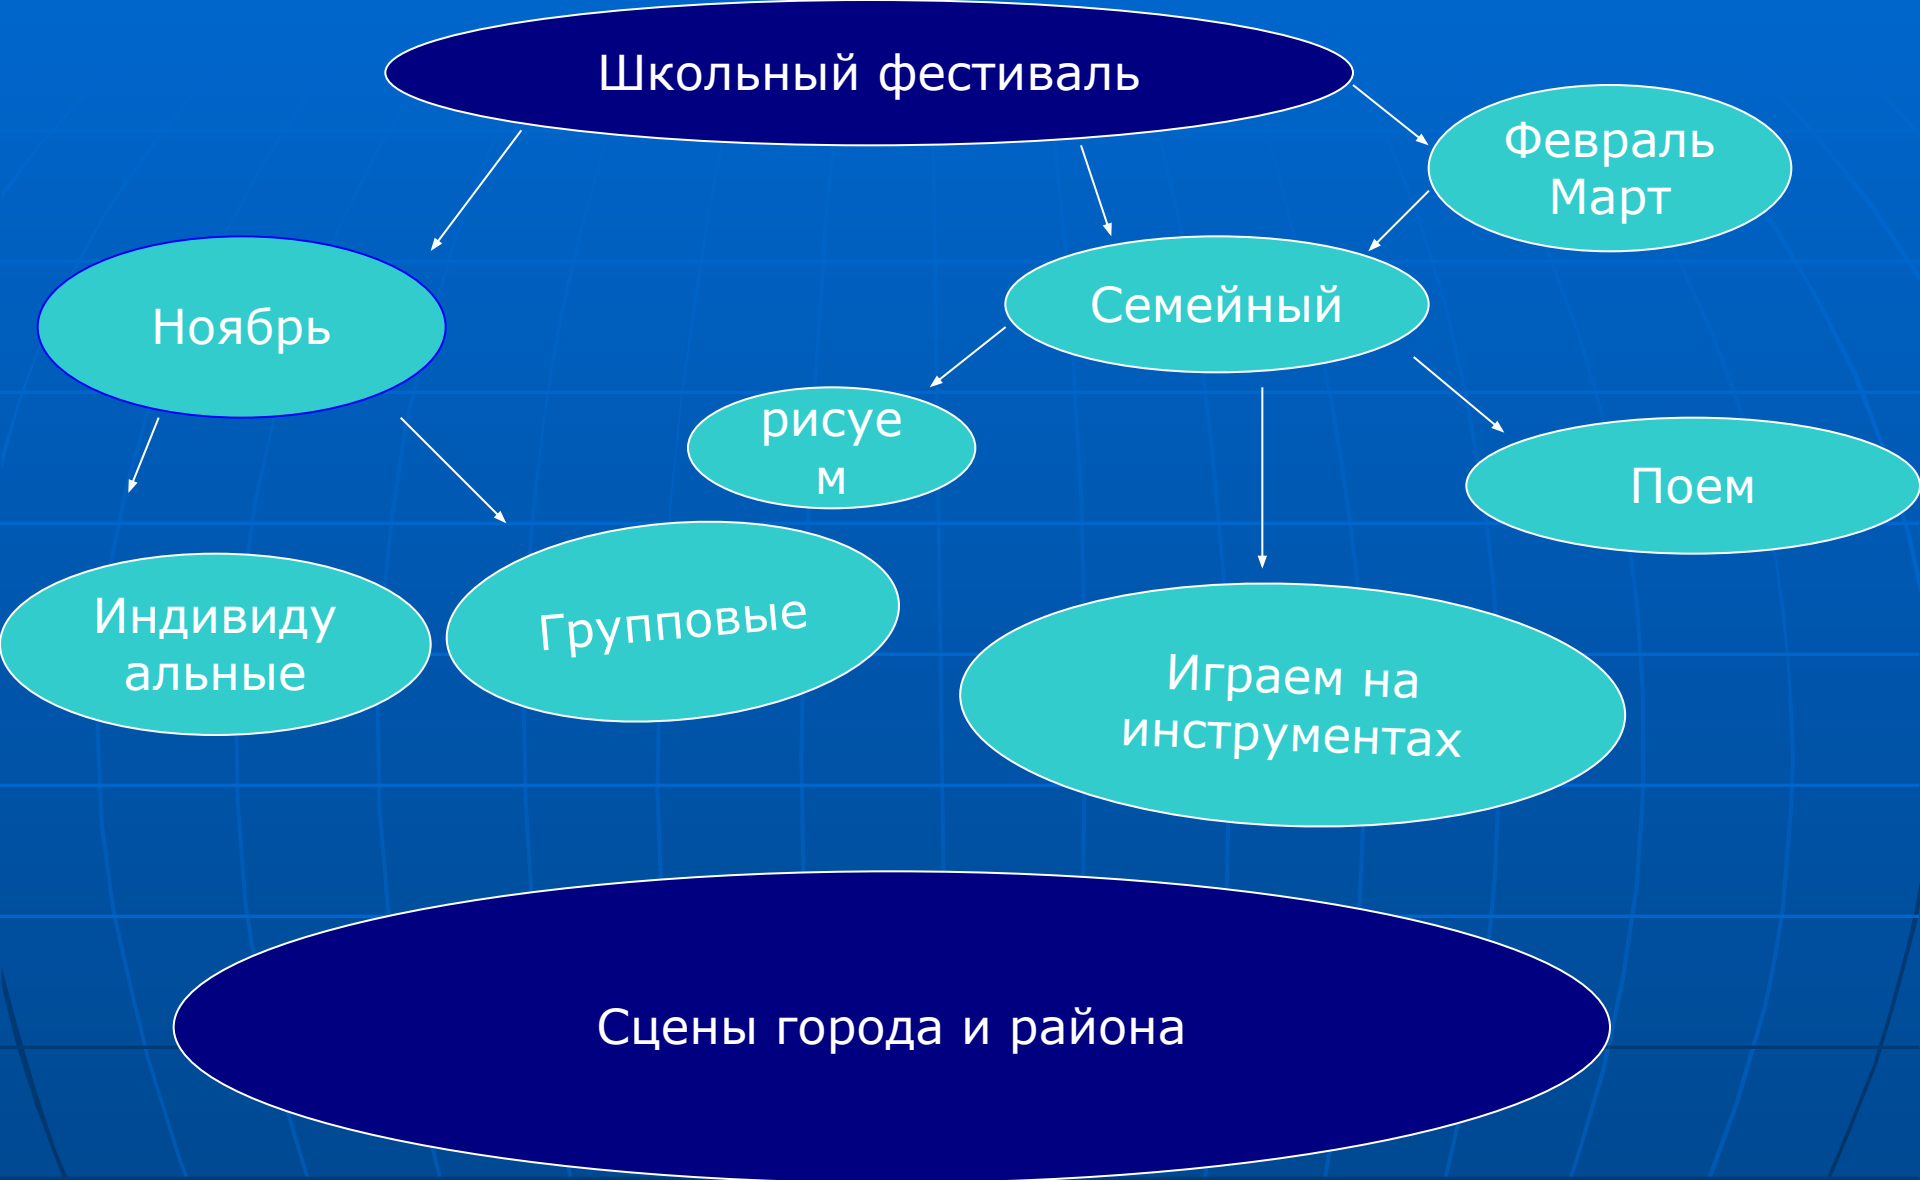 Школьный фестиваль
Февраль
Март
Ноябрь
Семейный
рисуе
м
Поем
Индивиду
альные
Групповые
Играем на
инструментах
Сцены города и района